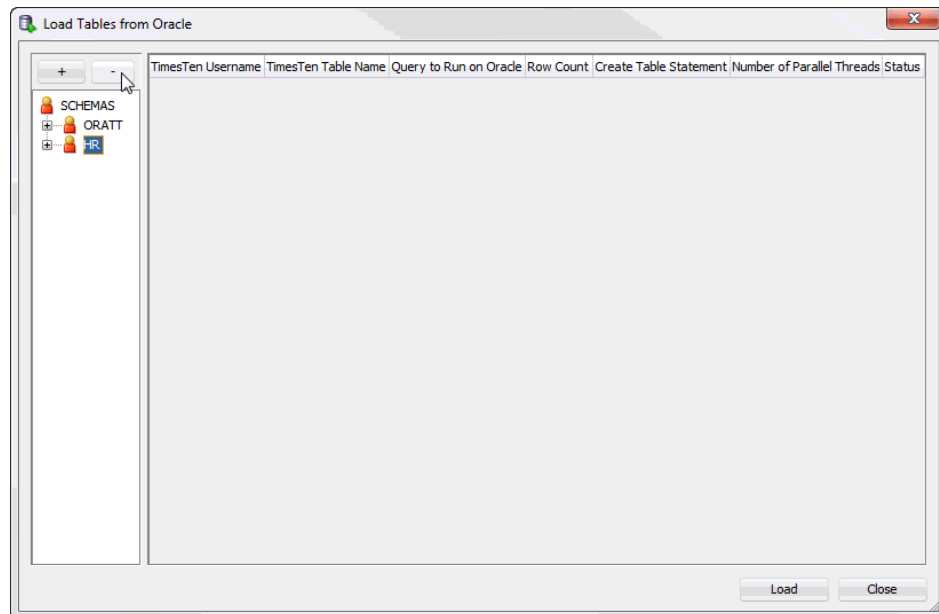 Load Tables from Oracle
+ -
TimesTen Username TimesTen Table Name Query to Run on Oracle Row Count Create Table Statement Number of Parallel Threads Status
SCHEMAS
ORATT
HR
Load Close